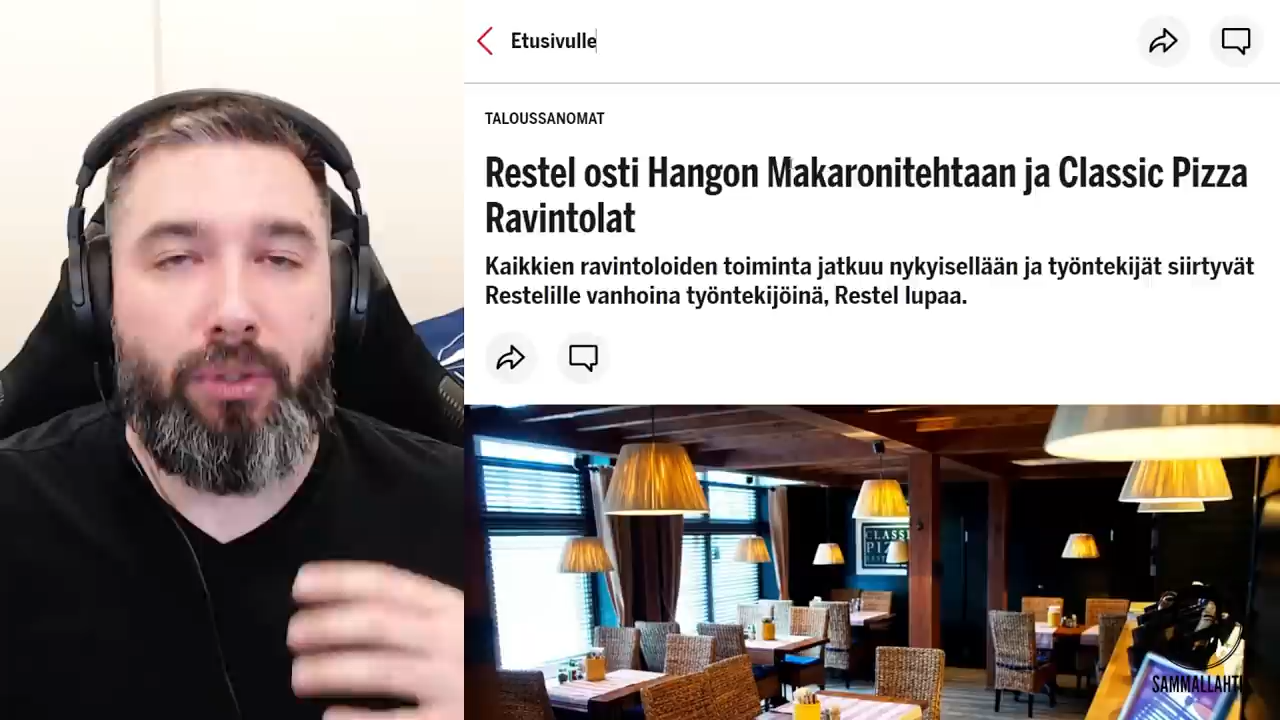 Etusivulle
TALOUSSANOMAT
Restel osti Hangon Makaronitehtaan ja Classic Pizza
Ravintolat
Kaikkien ravintoloiden toiminta jatkuu nykyisellään ja työntekijät siirtyvät
Restelille vanhoina työntekijöinä, Restel lupaa.
CLASSIC
SAMMALLAHTI